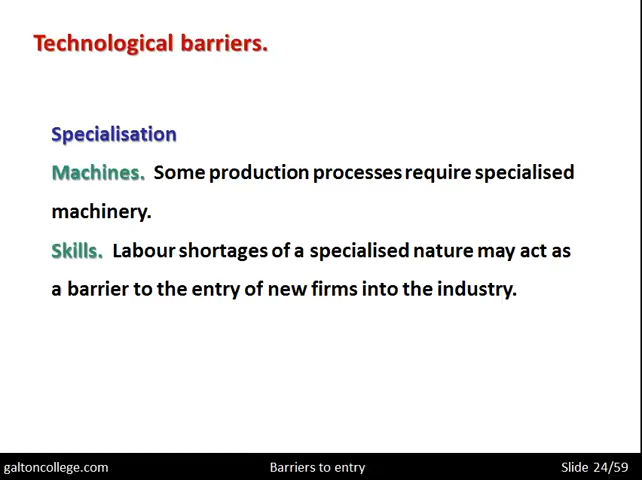 Technological barriers.
Specialisation
Machines. Some production processes require specialised
machinery.
Skills. Labour shortages of a specialised nature may act as
a barrier to the entry of new firms into the industry.
galtoncollege.com Barriers to entry Slide 24/59